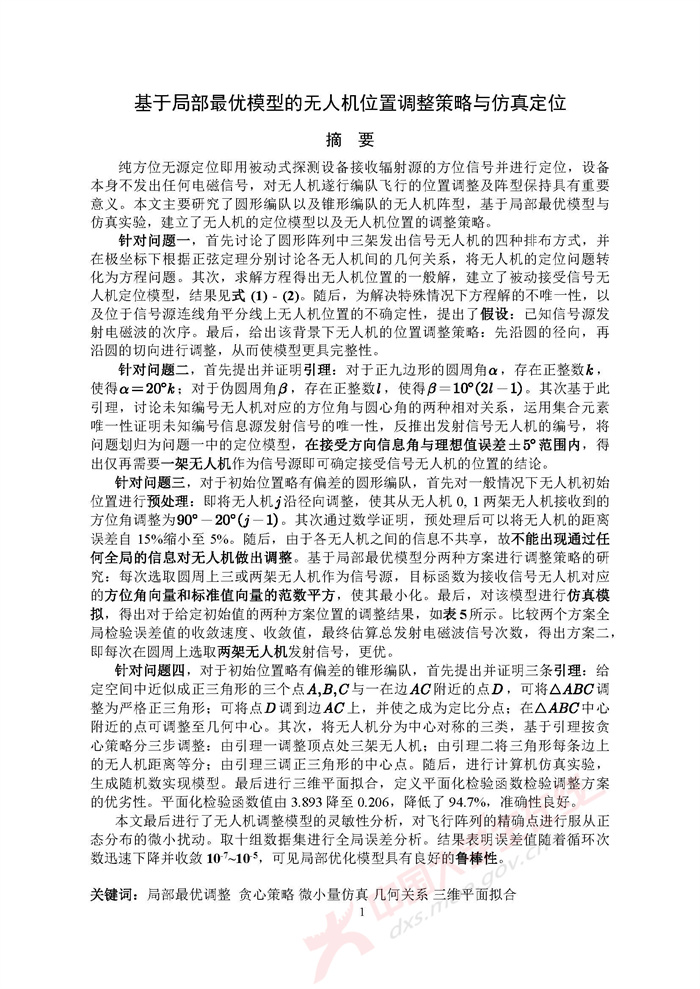 基于局部最优模型的无人机位置调整策略与仿真定位
摘 要
纯方位无源定位即用被动式探测设备接收辐射源的方位信号并进行定位，设备
本身不发出任何电磁信号，对无人机遂行编队飞行的位置调整及阵型保持具有重要
意义。本文主要研究了圆形编队以及锥形编队的无人机阵型，基于局部最优模型与
仿真实验，建立了无人机的定位模型以及无人机位置的调整策略。
针对问题一，首先讨论了圆形阵列中三架发出信号无人机的四种排布方式，并
在极坐标下根据正弦定理分别讨论各无人机间的几何关系，将无人机的定位问题转
化为方程问题。其次，求解方程得出无人机位置的一般解，建立了被动接受信号无
人机定位模型，结果见式 (1) - (2)。随后，为解决特殊情况下方程解的不唯一性，以
及位于信号源连线角平分线上无人机位置的不确定性，提出了假设：已知信号源发
射电磁波的次序。最后，给出该背景下无人机的位置调整策略：先沿圆的径向，再
沿圆的切向进行调整，从而使模型更具完整性。
针对问题二，首先提出并证明引理：对于正九边形的圆周角α，存在正整数k，
使得α＝20°k；对于伪圆周角β，存在正整数l，使得β＝10°(2l－1)。其次基于此
引理，讨论未知编号无人机对应的方位角与圆心角的两种相对关系，运用集合元素
唯一性证明未知编号信息源发射信号的唯一性，反推出发射信号无人机的编号，将
问题划归为问题一中的定位模型，在接受方向信息角与理想值误差±5°范围内，得
出仅再需要一架无人机作为信号源即可确定接受信号无人机的位置的结论。
针对问题三，对于初始位置略有偏差的圆形编队，首先对一般情况下无人机初始
位置进行预处理：即将无人机j沿径向调整，使其从无人机 0, 1 两架无人机接收到的
方位角调整为90°－20°(j－1)。其次通过数学证明，预处理后可以将无人机的距离
误差自 15%缩小至 5%。随后，由于各无人机之间的信息不共享，故不能出现通过任
何全局的信息对无人机做出调整。基于局部最优模型分两种方案进行调整策略的研
究：每次选取圆周上三或两架无人机作为信号源，目标函数为接收信号无人机对应
的方位角向量和标准值向量的范数平方，使其最小化。最后，对该模型进行仿真模
拟，得出对于给定初始值的两种方案位置的调整结果，如表 5 所示。比较两个方案全
局检验误差值的收敛速度、收敛值，最终估算总发射电磁波信号次数，得出方案二，
即每次在圆周上选取两架无人机发射信号，更优。
针对问题四，对于初始位置略有偏差的锥形编队，首先提出并证明三条引理：给
定空间中近似成正三角形的三个点A,B,C与一在边AC附近的点D，可将△ABC调
整为严格正三角形；可将点D调到边AC上，并使之成为定比分点；在△ABC中心
附近的点可调整至几何中心。其次，将无人机分为中心对称的三类，基于引理按贪
心策略分三步调整：由引理一调整顶点处三架无人机；由引理二将三角形每条边上
的无人机距离等分；由引理三调正三角形的中心点。随后，进行计算机仿真实验，
生成随机数实现模型。最后进行三维平面拟合，定义平面化检验函数检验调整方案
的优劣性。平面化检验函数值由 3.893 降至 0.206，降低了 94.7%，准确性良好。
本文最后进行了无人机调整模型的灵敏性分析，对飞行阵列的精确点进行服从正
态分布的微小扰动。取十组数据集进行全局误差分析。结果表明误差值随着循环次
数迅速下降并收敛 10⁻⁷~10⁻⁵，可见局部优化模型具有良好的鲁棒性。
关键词：局部最优调整 贪心策略 微小量仿真 几何关系 三维平面拟合
1